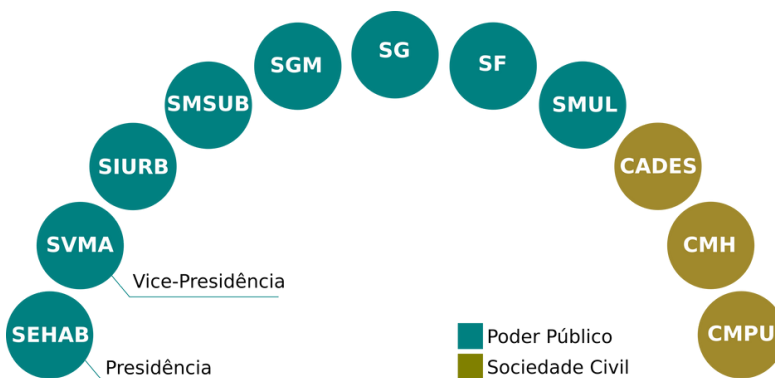 SG
SGM
SF
SMSUB
SMUL
SIURB
CADES
SVMA
CMH
Vice-Presidência
SEHAB
CMPU
Poder Público
Presidência
Sociedade Civil